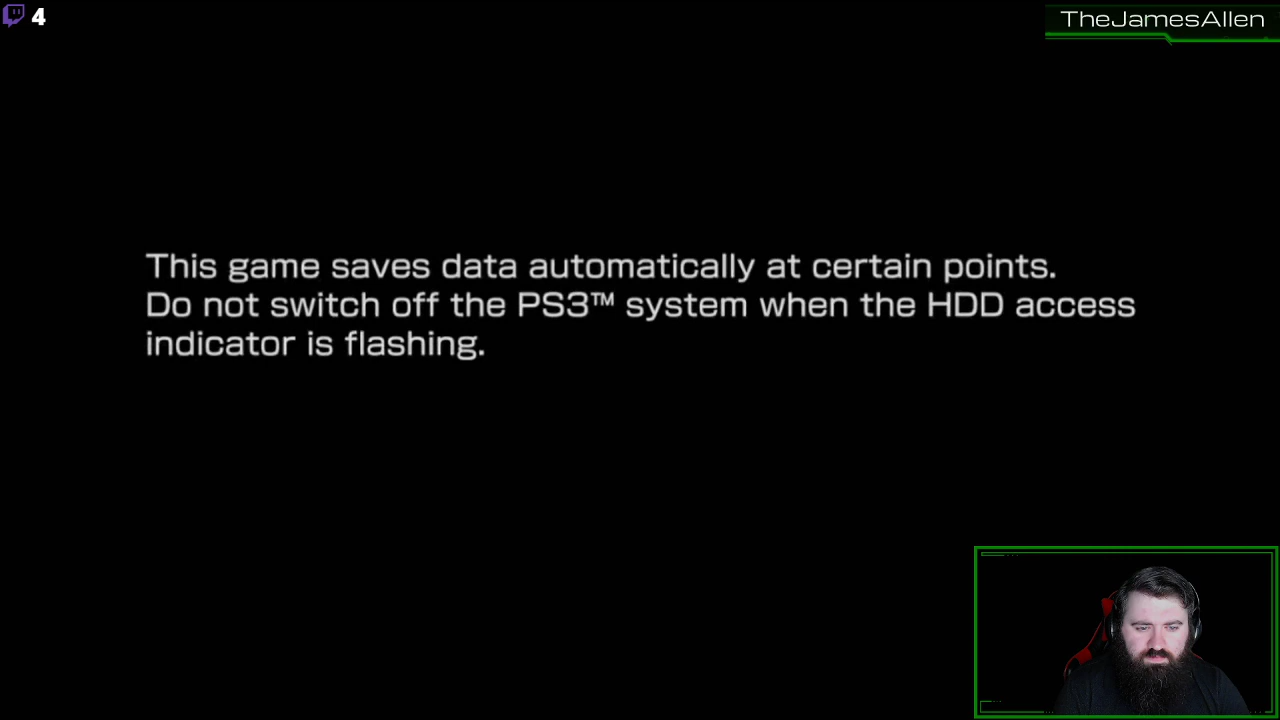 4
TheJamesAllen
This game saves data automatically at certain points.
Do not switch off the PS3™ system when the HDD access
indicator is flashing.